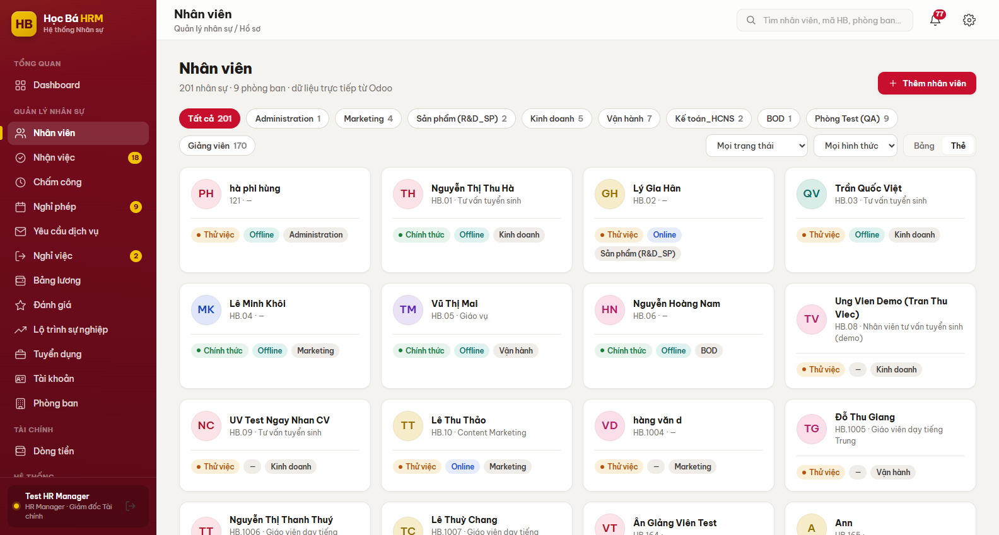 HB
Học Bá HRM
Hệ thống Nhân sự
TỔNG QUAN
Dashboard
QUẢN LÝ NHÂN SỰ
Nhân viên
Nhận việc 18
Chấm công
Nghỉ phép 9
Yêu cầu dịch vụ
Nghỉ việc 2
Bảng lương
Đánh giá
Lộ trình sự nghiệp
Tuyển dụng
Tài khoản
Phòng ban
TÀI CHÍNH
Dòng tiền
HỆ THỐNG
Test HR Manager
HR Manager · Giám đốc Tài
chính
Nhân viên
Quản lý nhân sự / Hồ sơ
Tìm nhân viên, mã HB, phòng ban...
77
Nhân viên
201 nhân sự · 9 phòng ban · dữ liệu trực tiếp từ Odoo
Thêm nhân viên
Tất cả 201
Administration 1
Marketing 4
Sản phẩm (R&D_SP) 2
Kinh doanh 5
Vận hành 7
Kế toán_HCNS 2
BOD 1
Phòng Test (QA) 9
Giảng viên 170
Mọi trạng thái
Mọi hình thức
Bảng
Thẻ
PH
hà phi hùng
121 · —
Thử việc
Offline
Administration
TH
Nguyễn Thị Thu Hà
HB.01 · Tư vấn tuyển sinh
Chính thức
Offline
Kinh doanh
GH
Lý Gia Hân
HB.02 · —
Thử việc
Online
Sản phẩm (R&D_SP)
QV
Trần Quốc Việt
HB.03 · Tư vấn tuyển sinh
Thử việc
Offline
Kinh doanh
MK
Lê Minh Khôi
HB.04 · —
Chính thức
Offline
Marketing
TM
Vũ Thị Mai
HB.05 · Giáo vụ
Chính thức
Offline
Vận hành
HN
Nguyễn Hoàng Nam
HB.06 · —
Chính thức
Offline
BOD
TV
Ung Vien Demo (Tran Thu
Viec)
HB.08 · Nhân viên tư vấn tuyển sinh
(demo)
Thử việc
—
Kinh doanh
NC
UV Test Ngay Nhan CV
HB.09 · Tư vấn tuyển sinh
Thử việc
—
Kinh doanh
TT
Lê Thu Thảo
HB.10 · Content Marketing
Thử việc
Online
Marketing
VD
hàng văn d
HB.1004 · —
Thử việc
—
Marketing
TG
Đỗ Thu Giang
HB.1005 · Giáo viên dạy tiếng
Trung
Thử việc
—
Vận hành
TT
Nguyễn Thị Thanh Thuý
HB.1006 · Giáo viên dạy tiếng
TC
Lê Thuỳ Chang
HB.1007 · Giáo viên dạy tiếng
VT
Ân Giảng Viên Test
HB.164 · —
A
Ann
HB.165 ·